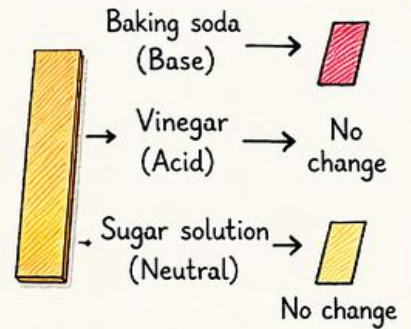 Baking soda
(Base)
Vinegar
(Acid)
No
change
Sugar solution
(Neutral)
No change